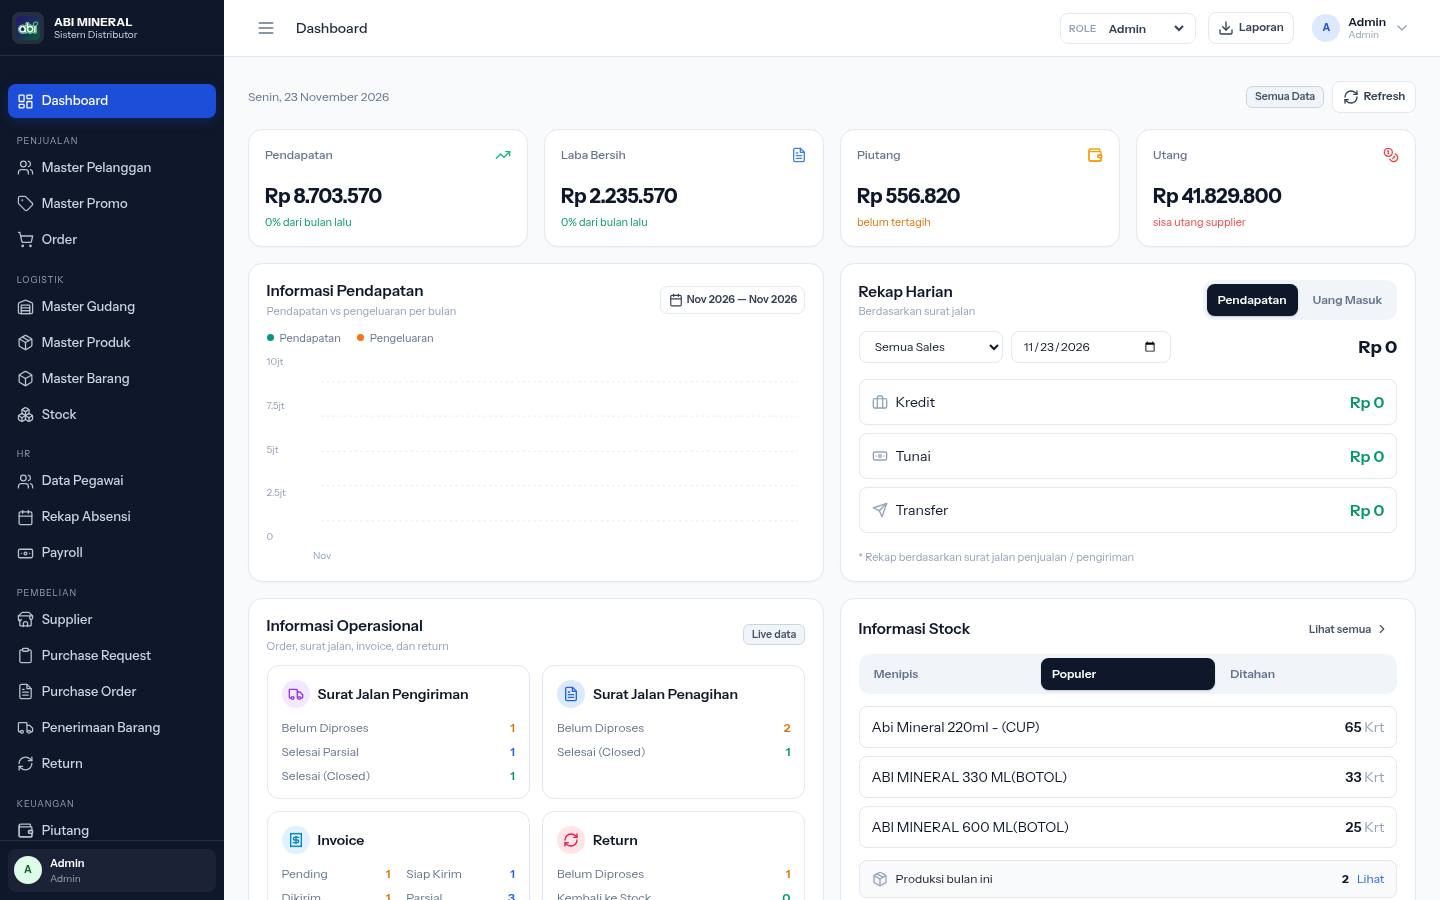 abi
ABI MINERAL
Sistem Distributor
Dashboard
PENJUALAN
Master Pelanggan
Master Promo
Order
LOGISTIK
Master Gudang
Master Produk
Master Barang
Stock
HR
Data Pegawai
Rekap Absensi
Payroll
PEMBELIAN
Supplier
Purchase Request
Purchase Order
Penerimaan Barang
Return
KEUANGAN
Piutang
A
Admin
Admin
Dashboard
ROLE Admin
Laporan
A
Admin
Admin
Senin, 23 November 2026
Semua Data
Refresh
Pendapatan
Rp 8.703.570
0% dari bulan lalu
Laba Bersih
Rp 2.235.570
0% dari bulan lalu
Piutang
Rp 556.820
belum tertagih
Utang
Rp 41.829.800
sisa utang supplier
Informasi Pendapatan
Pendapatan vs pengeluaran per bulan
Nov 2026 — Nov 2026
Pendapatan Pengeluaran
10jt
7.5jt
5jt
2.5jt
0
Nov
Rekap Harian
Berdasarkan surat jalan
Pendapatan Uang Masuk
Semua Sales 11/23/2026 Rp 0
Kredit Rp 0
Tunai Rp 0
Transfer Rp 0
* Rekap berdasarkan surat jalan penjualan / pengiriman
Informasi Operasional
Order, surat jalan, invoice, dan return
Live data
Surat Jalan Pengiriman
Belum Diproses 1
Selesai Parsial 1
Selesai (Closed) 1
Surat Jalan Penagihan
Belum Diproses 2
Selesai (Closed) 1
Invoice
Pending 1 Siap Kirim 1
Dikirim 1 Parsial 3
Return
Belum Diproses 1
Kembali ke Stock 0
Informasi Stock
Lihat semua
Menipis Populer Ditahan
Abi Mineral 220ml - (CUP) 65 Krt
ABI MINERAL 330 ML(BOTOL) 33 Krt
ABI MINERAL 600 ML(BOTOL) 25 Krt
Produksi bulan ini 2 Lihat